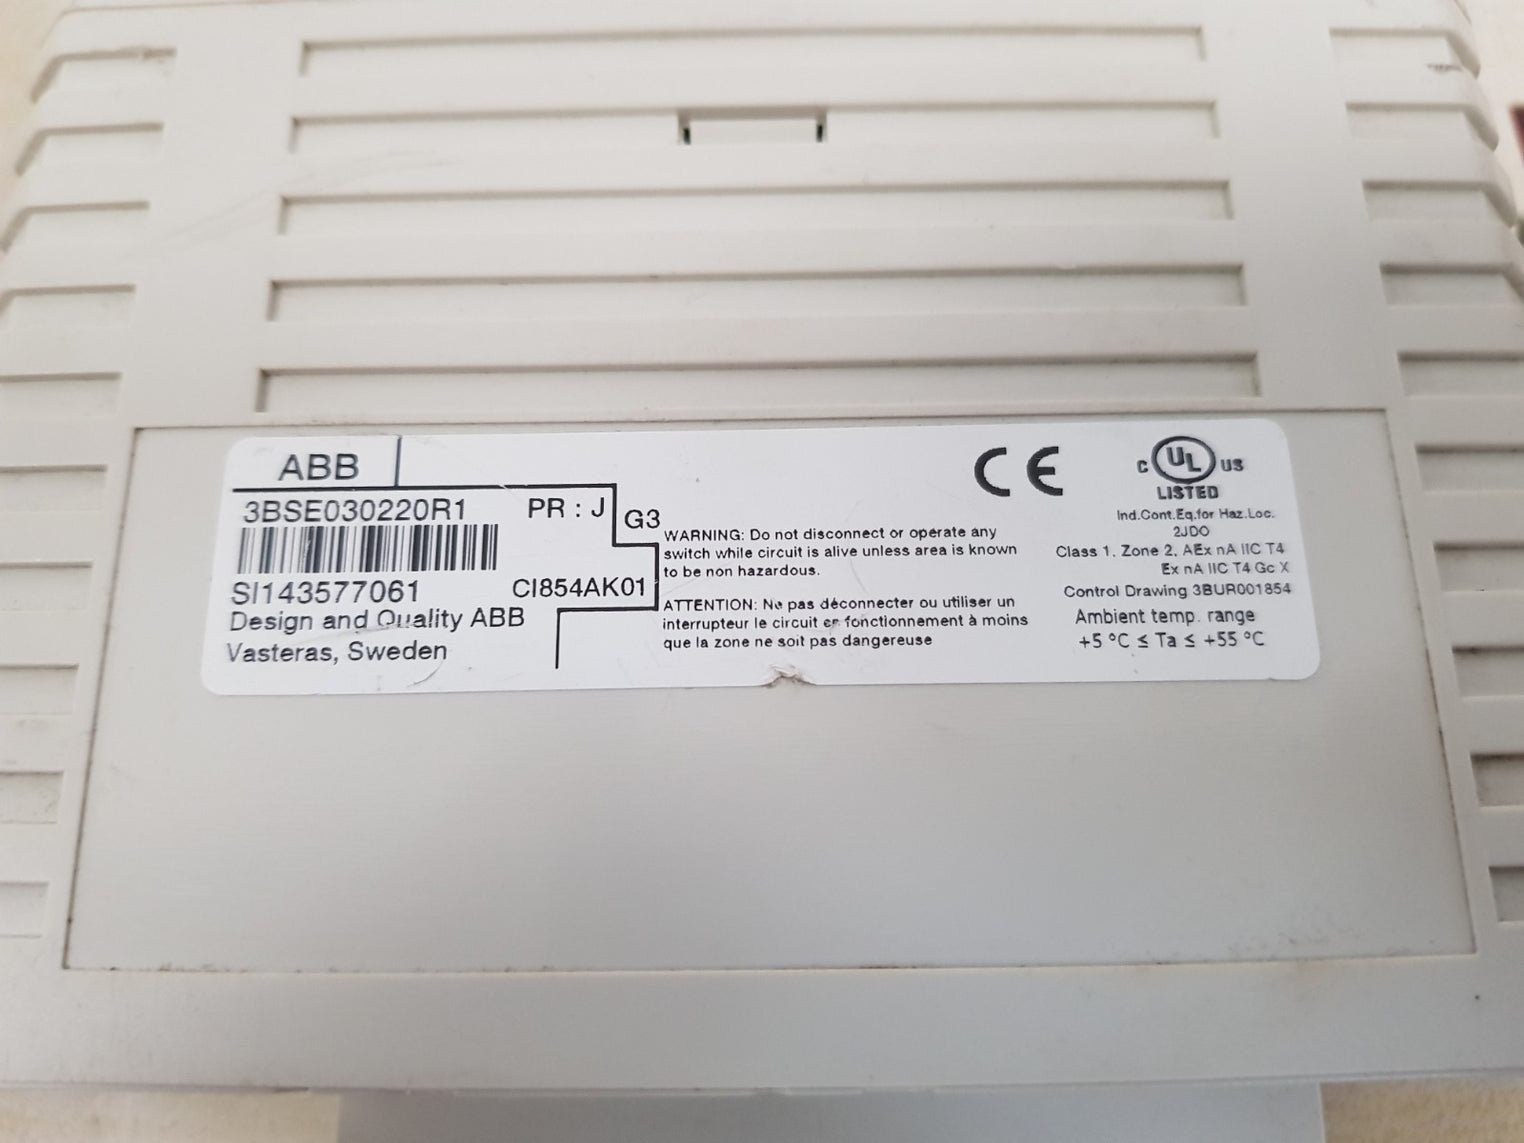 ABB
3BSE030220R1 PR : J
G3
SI143577061 CI854AK01
Design and Quality ABB
Vasteras, Sweden
WARNING: Do not disconnect or operate any
switch while circuit is alive unless area is known
to be non hazardous.
ATTENTION: Ne pas déconnecter ou utiliser un
interrupteur le circuit en fonctionnement à moins
que la zone ne soit pas dangereuse
CE
C UL US
LISTED
Ind.Cont.Eq.for Haz.Loc.
2JD0
Class 1, Zone 2, AEx nA IIC T4
Ex nA IIC T4 Gc X
Control Drawing 3BUR001854
Ambient temp. range
+5 °C ≤ Ta ≤ +55 °C